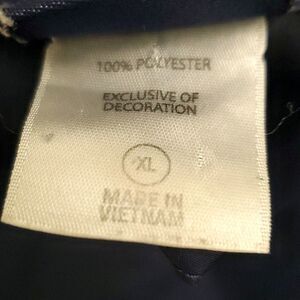 100% POLYESTER
EXCLUSIVE OF
DECORATION
XL
MADE IN
VIETNAM